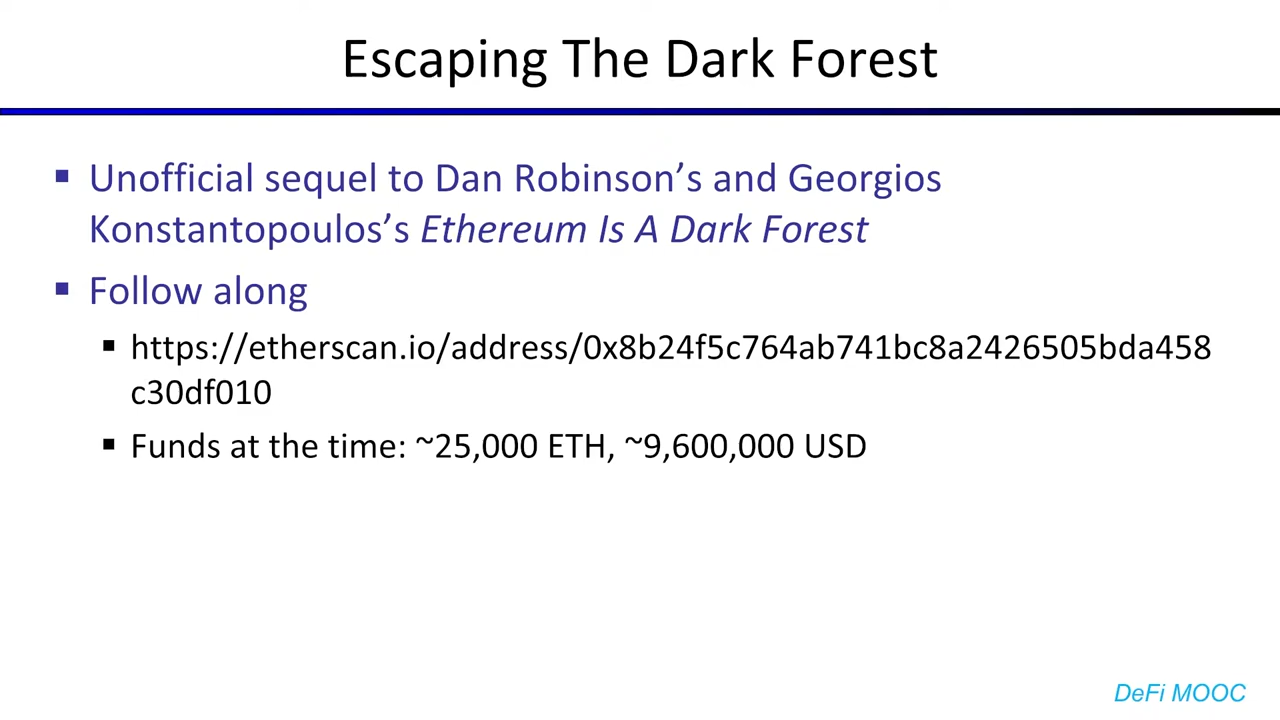 Escaping The Dark Forest
▪ Unofficial sequel to Dan Robinson’s and Georgios
Konstantopoulos’s Ethereum Is A Dark Forest
▪ Follow along
▪ https://etherscan.io/address/0x8b24f5c764ab741bc8a2426505bda458
c30df010
▪ Funds at the time: ~25,000 ETH, ~9,600,000 USD
DeFi MOOC